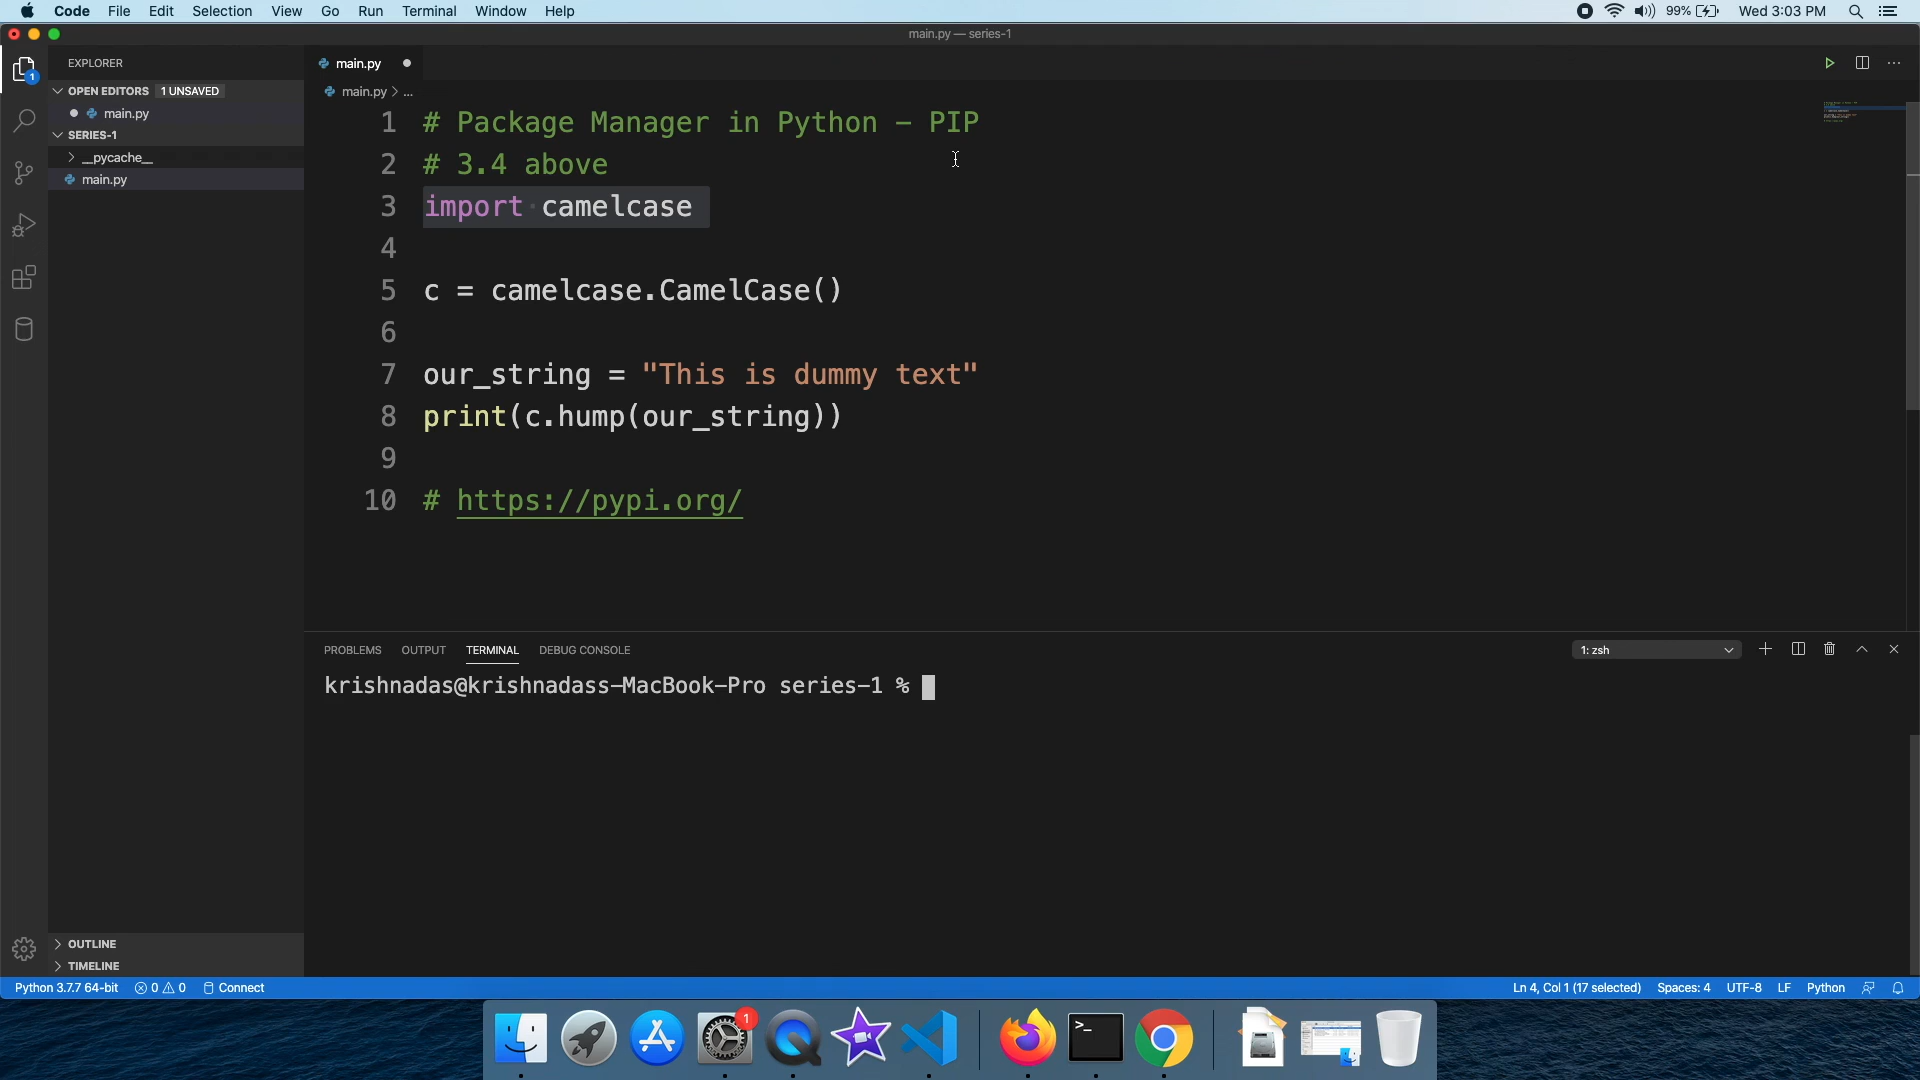 Code File Edit Selection View Go Run Terminal Window Help 99% Wed 3:03 PM
main.py — series-1
EXPLORER
OPEN EDITORS 1 UNSAVED
main.py
SERIES-1
__pycache__
main.py
OUTLINE
TIMELINE
1
main.py
main.py > ...
1 # Package Manager in Python - PIP
2 # 3.4 above
3 import camelcase
4
5 c = camelcase.CamelCase()
6
7 our_string = "This is dummy text"
8 print(c.hump(our_string))
9
10 # https://pypi.org/
PROBLEMS OUTPUT TERMINAL DEBUG CONSOLE 1: zsh
krishnadas@krishnadass-MacBook-Pro series-1 %
Python 3.7.7 64-bit 0 0 Connect Ln 4, Col 1 (17 selected) Spaces: 4 UTF-8 LF Python
1
>_